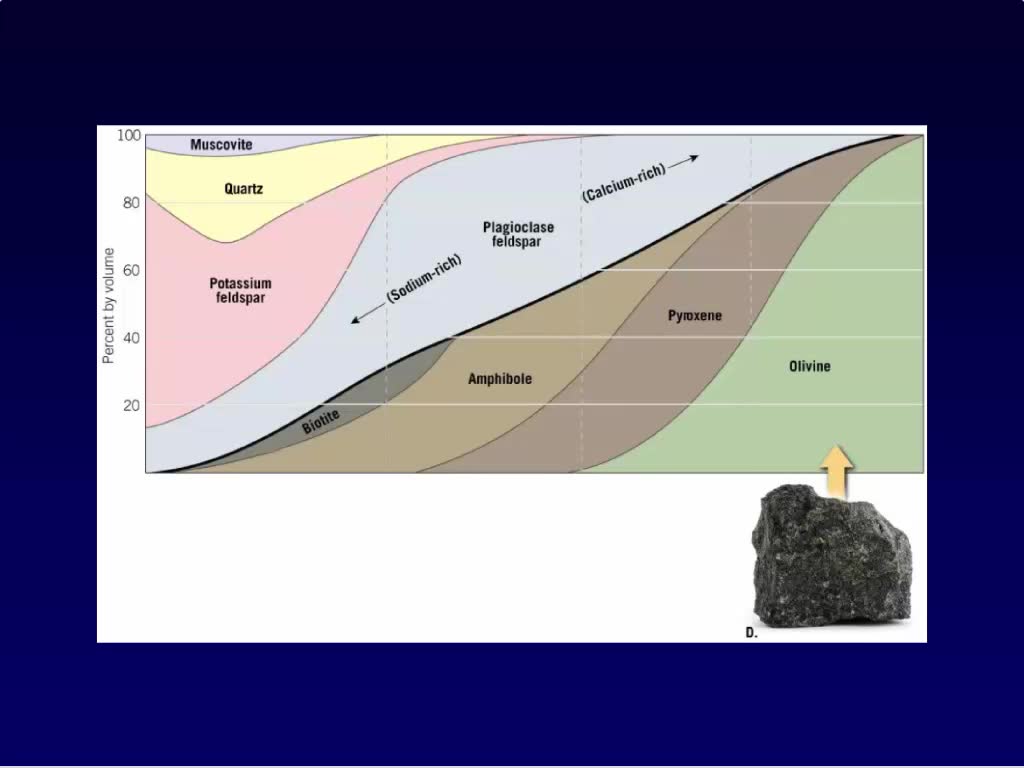 100
Muscovite
Quartz
80
(Calcium-rich)
Plagioclase
feldspar
60
(Sodium-rich)
Potassium
feldspar
Percent by volume
40
Pyroxene
Olivine
Amphibole
20
Biotite
D.